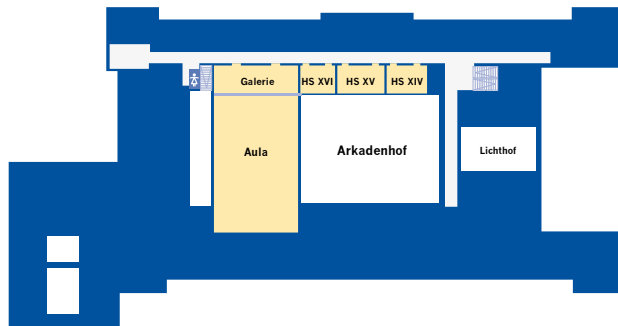 Galerie
HS XVI
HS XV
HS XIV
Aula
Arkadenhof
Lichthof